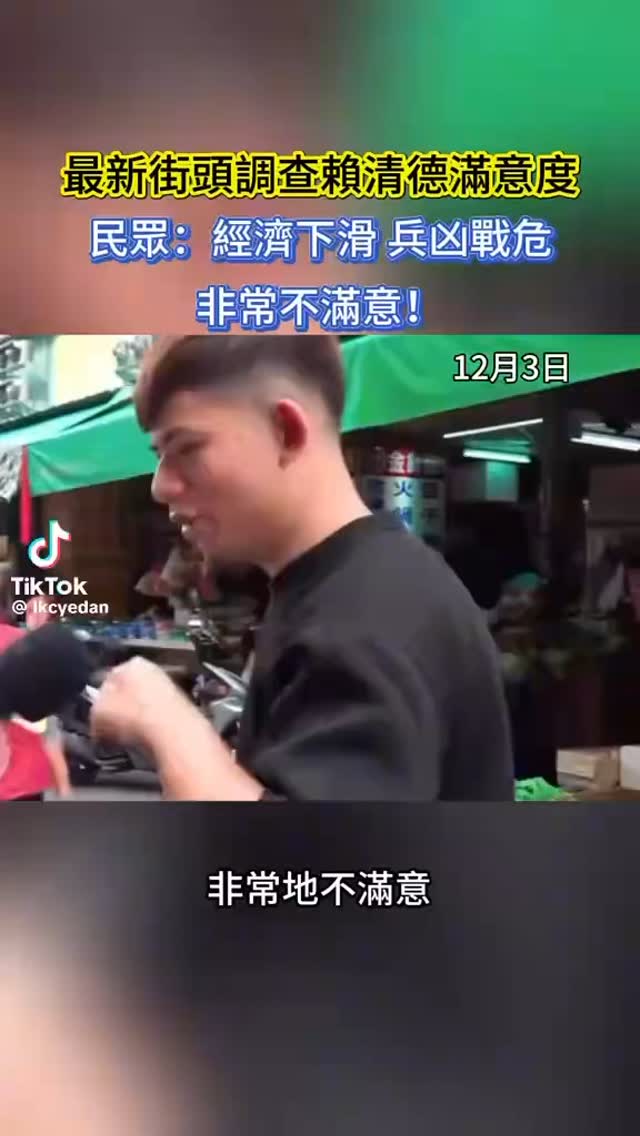 最新街頭調查賴清德滿意度
民眾：經濟下滑 兵凶戰危
非常不滿意！
12月3日
火鍋
TikTok
@ lkcyedan
非常地不滿意